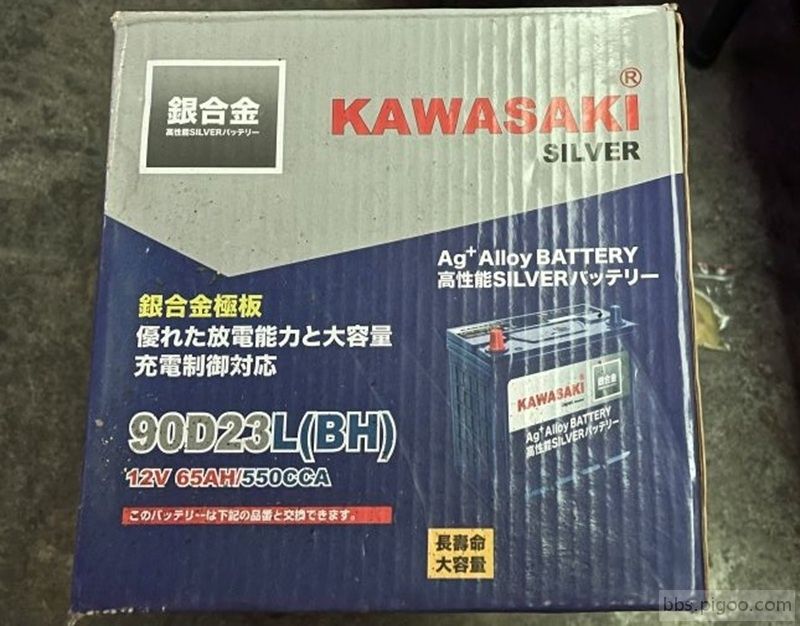 銀合金
高性能SILVERバッテリー
KAWASAKI®
SILVER
Ag⁺Alloy BATTERY
高性能SILVERバッテリー
銀合金極板
優れた放電能力と大容量
充電制御対応
90D23L(BH)
12V 65AH/550CCA
このバッテリーは下記の品番と交換できます。
KAWASAKI®
銀合金
Ag⁺Alloy BATTERY
高性能SILVERバッテリー
長壽命
大容量
bbs.pigoo.com